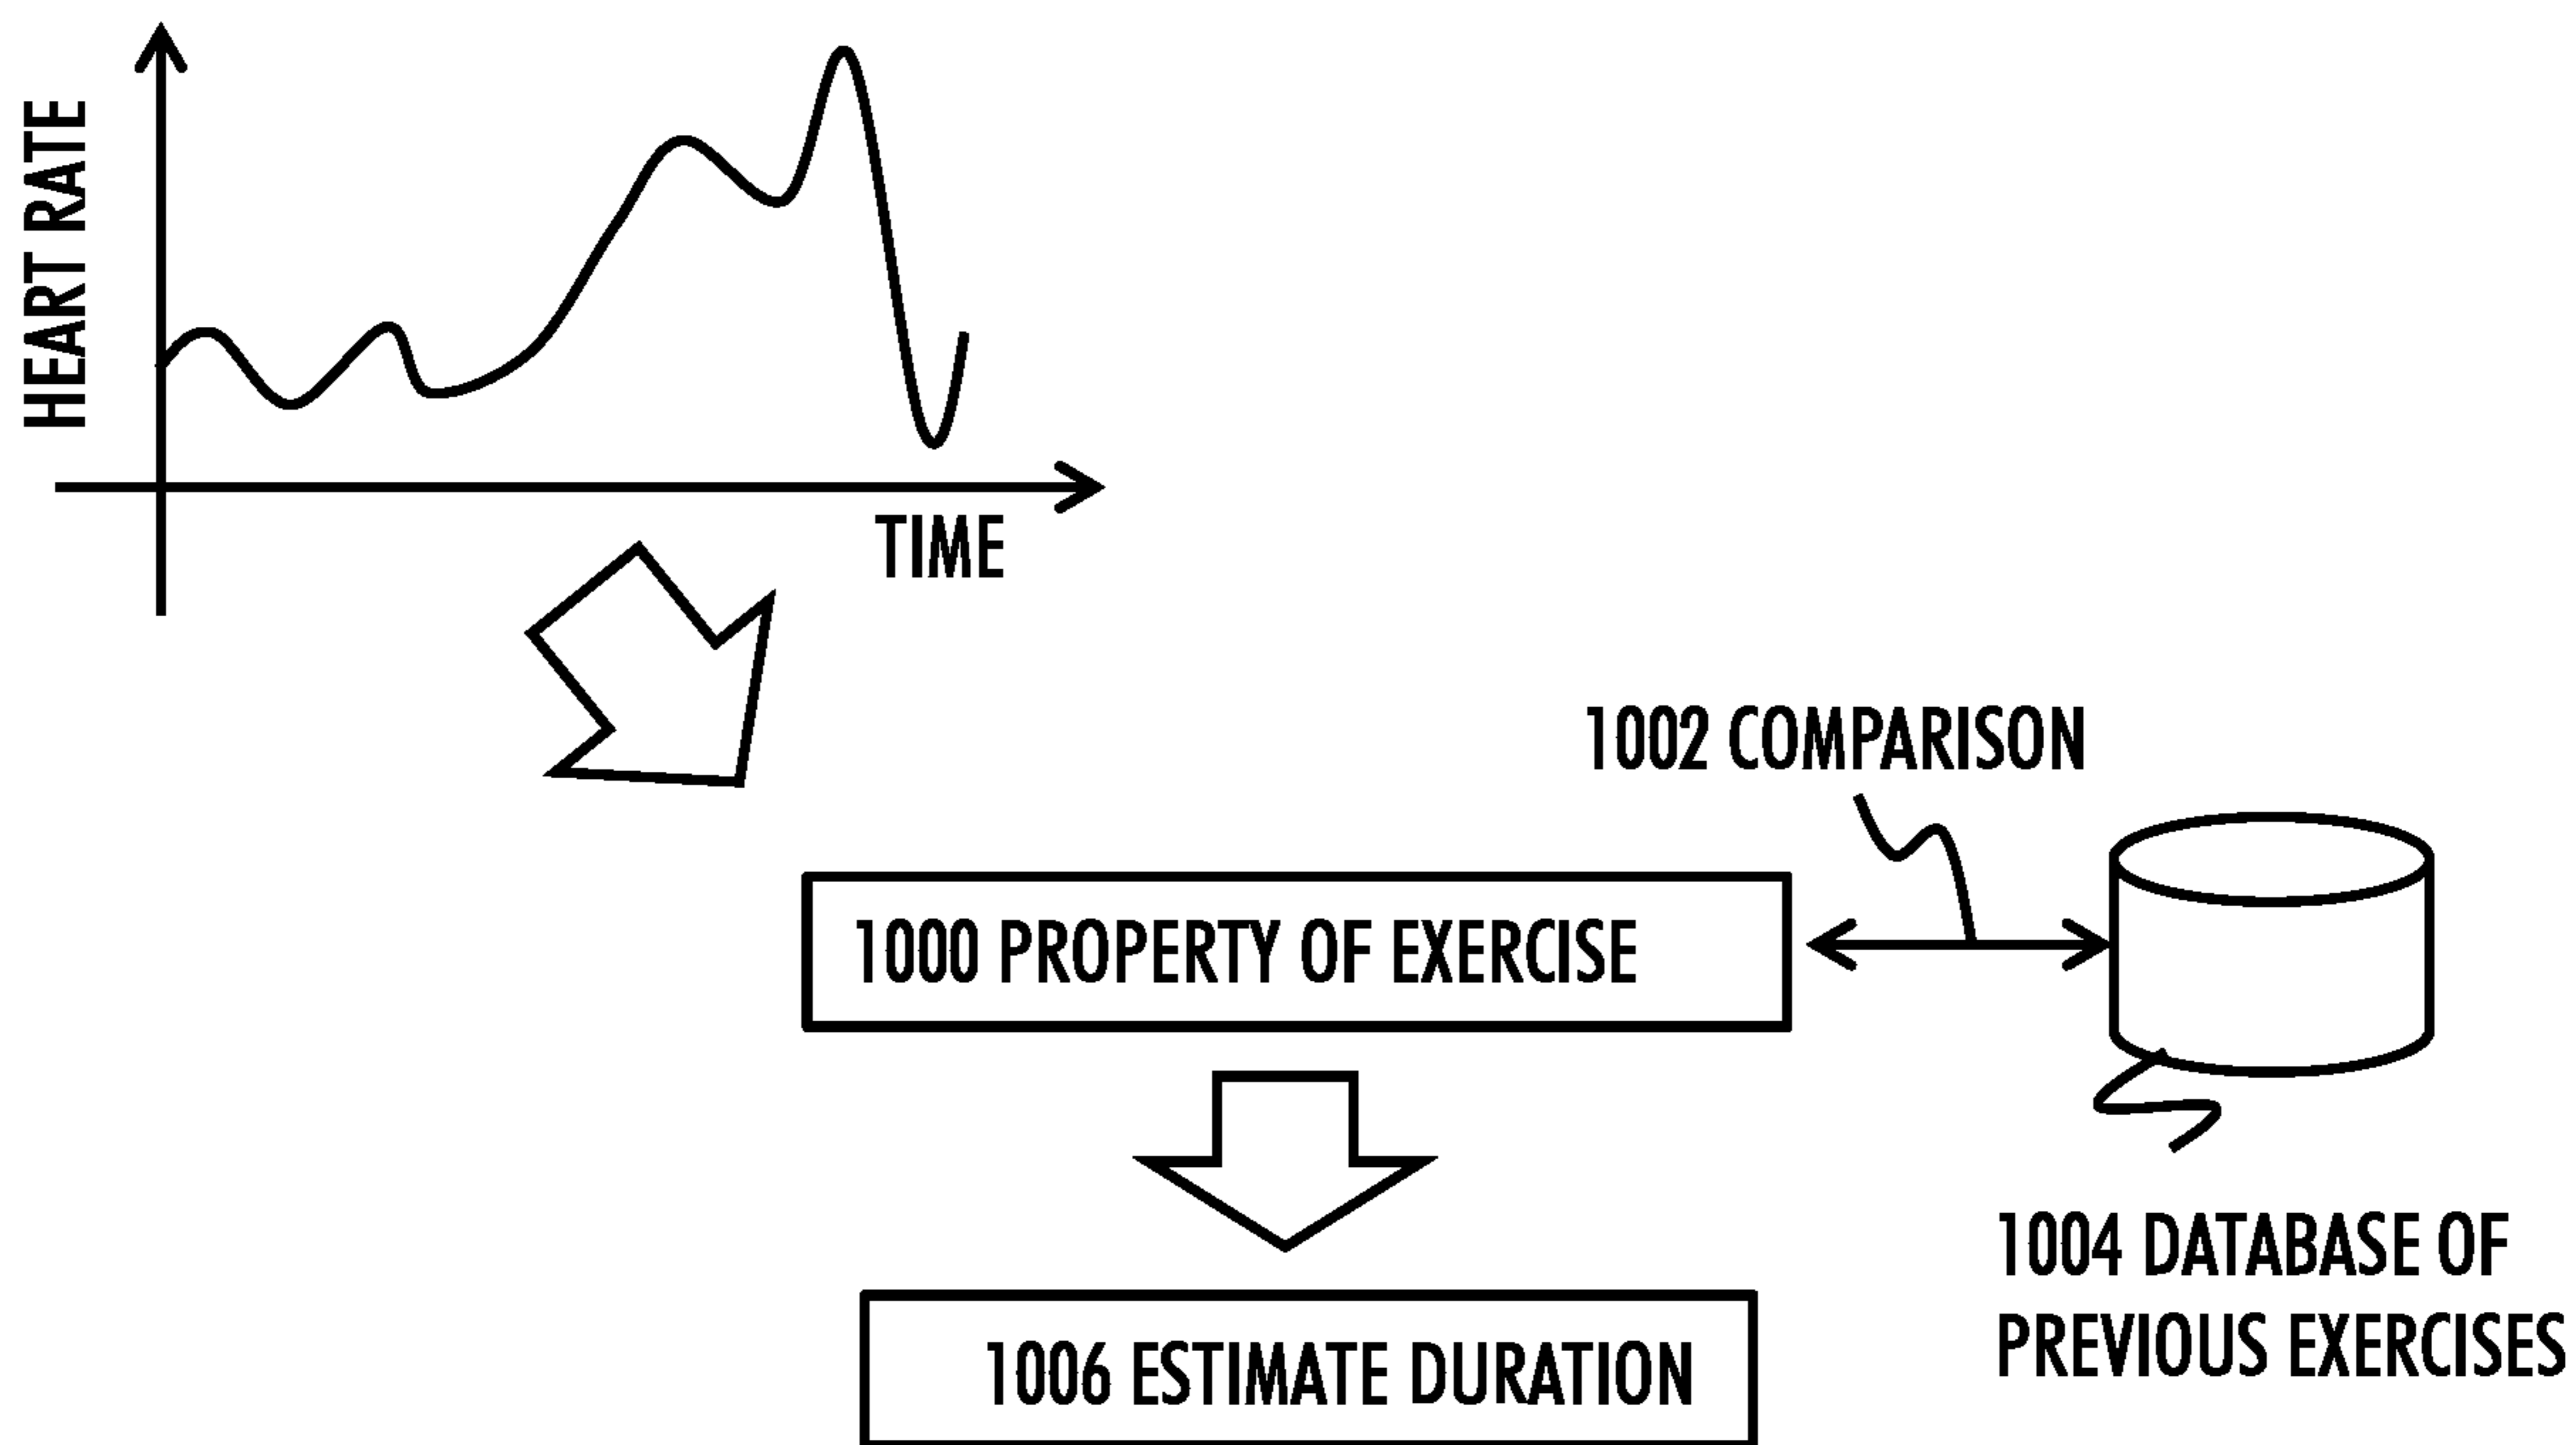 HEART RATE
TIME
1002 COMPARISON
1000 PROPERTY OF EXERCISE
1004 DATABASE OF
PREVIOUS EXERCISES
1006 ESTIMATE DURATION